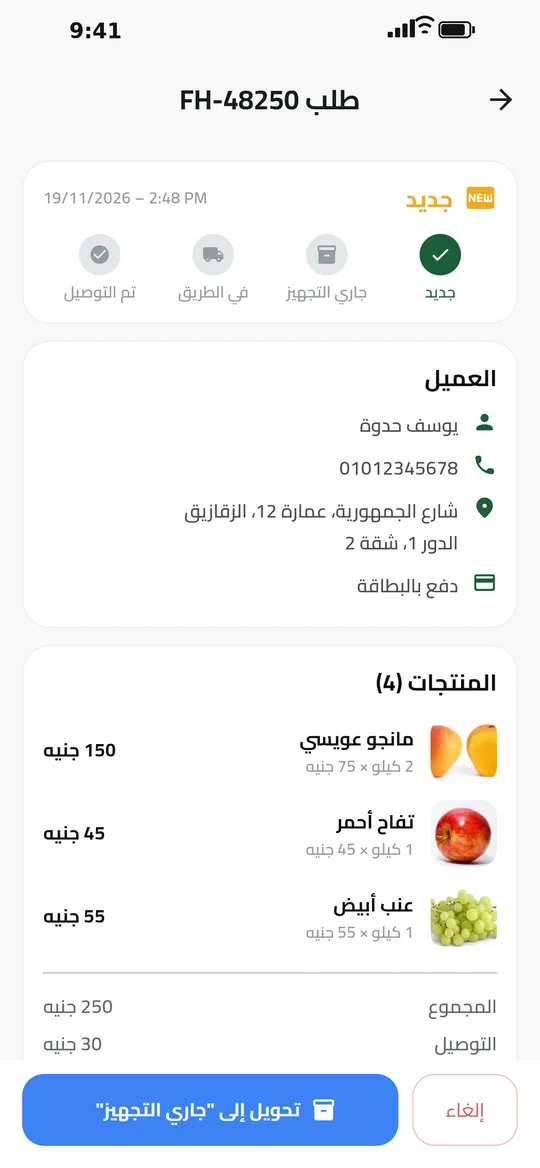 9:41
طلب FH-48250
NEW جديد
19/11/2026 – 2:48 PM
جديد
جاري التجهيز
في الطريق
تم التوصيل
العميل
يوسف حدوة
01012345678
شارع الجمهورية، عمارة 12، الزقازيق
الدور 1، شقة 2
دفع بالبطاقة
المنتجات (4)
مانجو عويسي
2 كيلو × 75 جنيه
150 جنيه
تفاح أحمر
1 كيلو × 45 جنيه
45 جنيه
عنب أبيض
1 كيلو × 55 جنيه
55 جنيه
المجموع 250 جنيه
التوصيل 30 جنيه
إلغاء
تحويل إلى "جاري التجهيز"